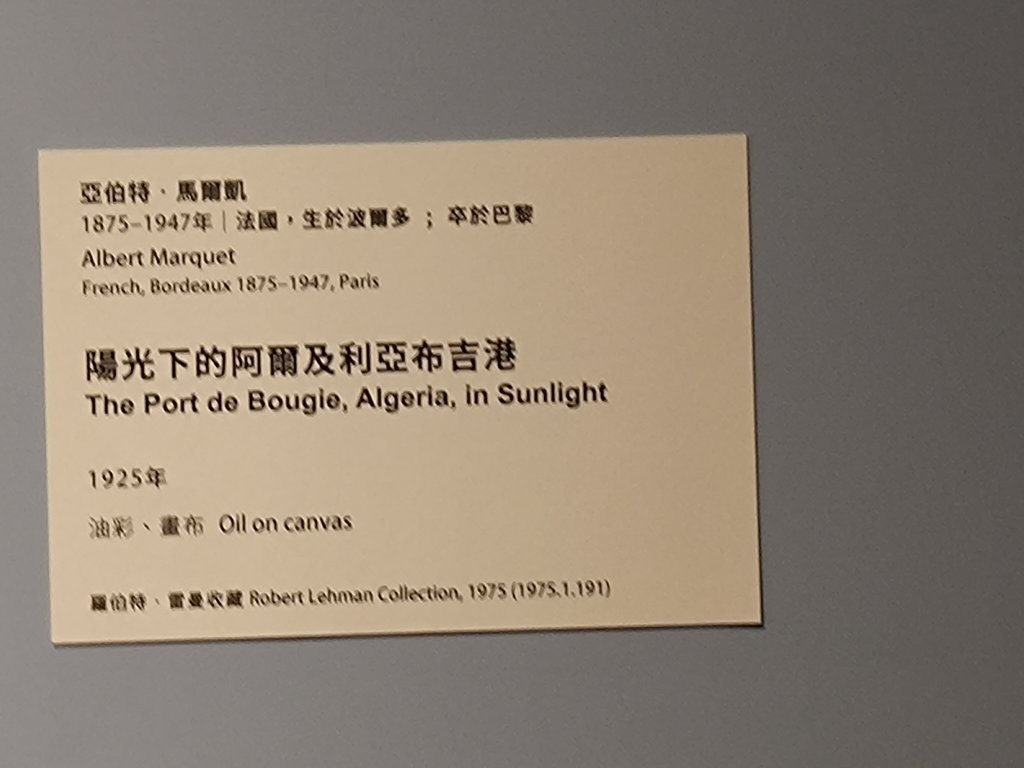 亞伯特·馬爾凱
1875–1947年｜法國，生於波爾多；卒於巴黎
Albert Marquet
French, Bordeaux 1875–1947, Paris
陽光下的阿爾及利亞布吉港
The Port de Bougie, Algeria, in Sunlight
1925年
油彩、畫布 Oil on canvas
羅伯特·雷曼收藏 Robert Lehman Collection, 1975 (1975.1.191)